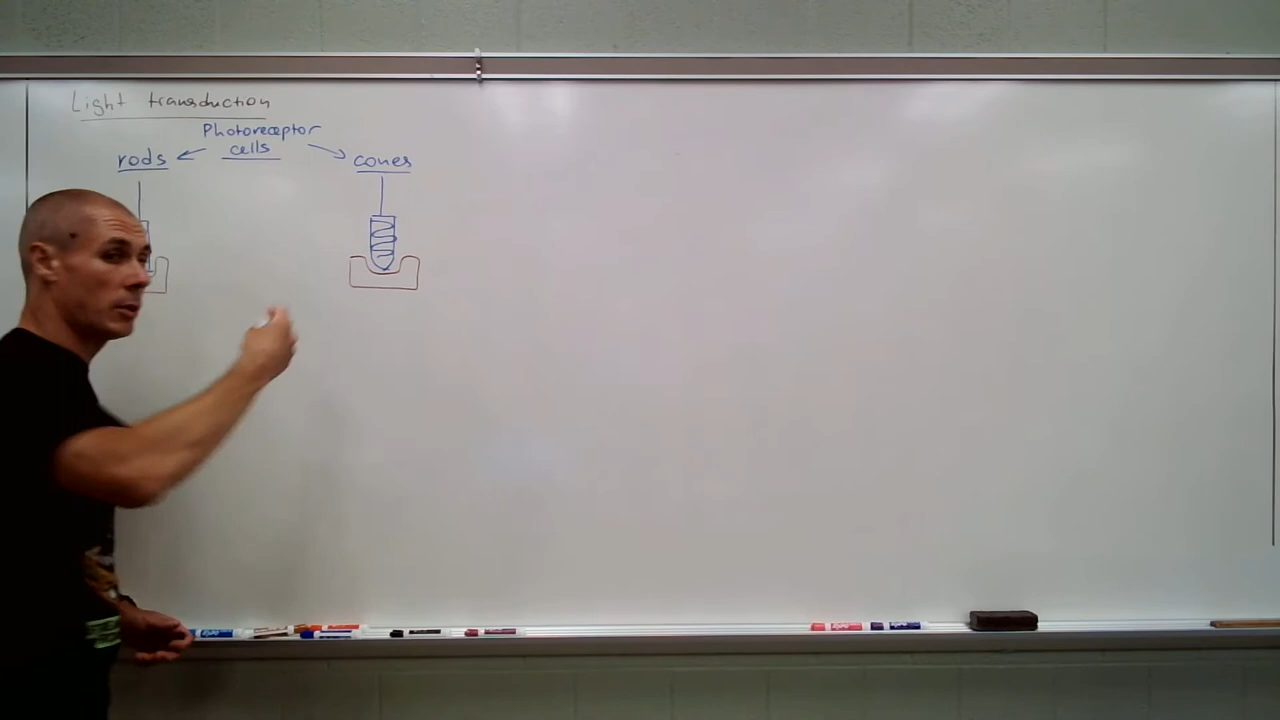 Light transduction
Photoreceptor
cells
rods
cones